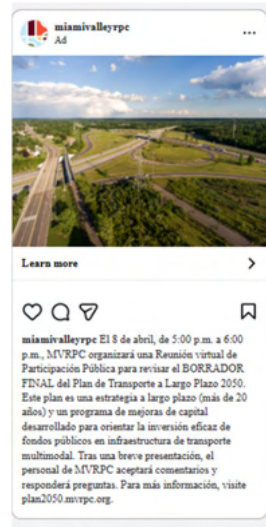 miamivalleyrpc
Ad
Learn more
miamivalleyrpc El 8 de abril, de 5:00 p.m. a 6:00
p.m., MVRPC organizará una Reunión virtual de
Participación Pública para revisar el BORRADOR
FINAL del Plan de Transporte a Largo Plazo 2050.
Este plan es una estrategia a largo plazo (más de 20
años) y un programa de mejoras de capital
desarrollado para orientar la inversión eficaz de
fondos públicos en infraestructura de transporte
multimodal. Tras una breve presentación, el
personal de MVRPC aceptará comentarios y
responderá preguntas. Para más información, visite
plan2050.mvrpc.org.